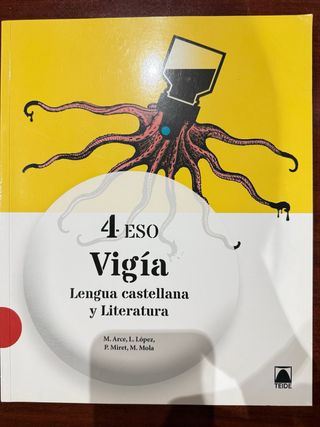 4 ESO
Vigía
Lengua castellana
y Literatura
M. Arce, L. López,
P. Miret, M. Mola
TEIDE